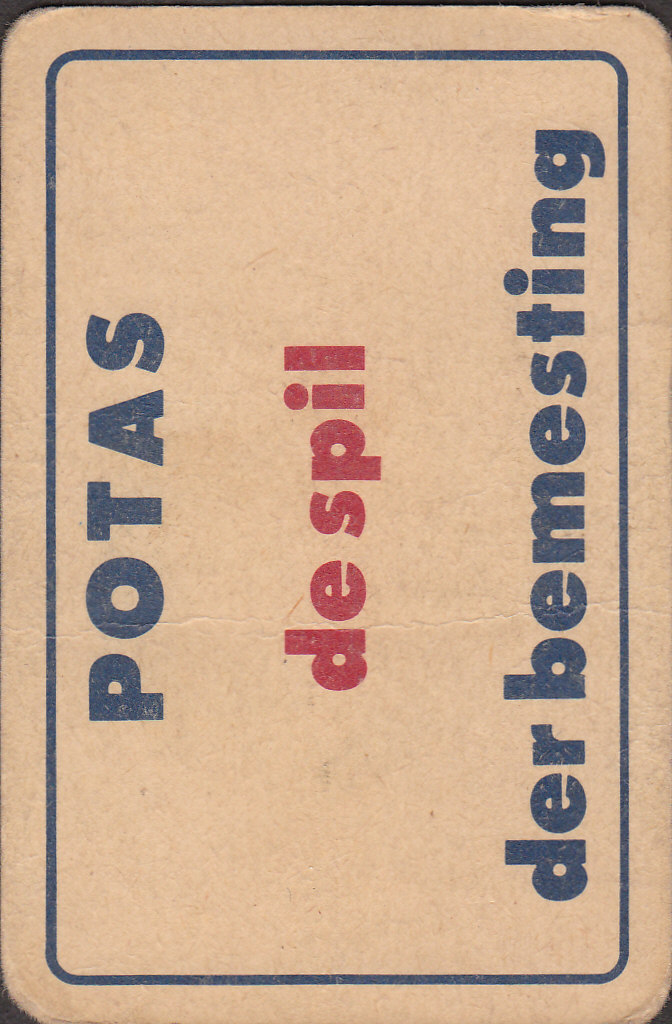 POTAS
de spil
der bemesting